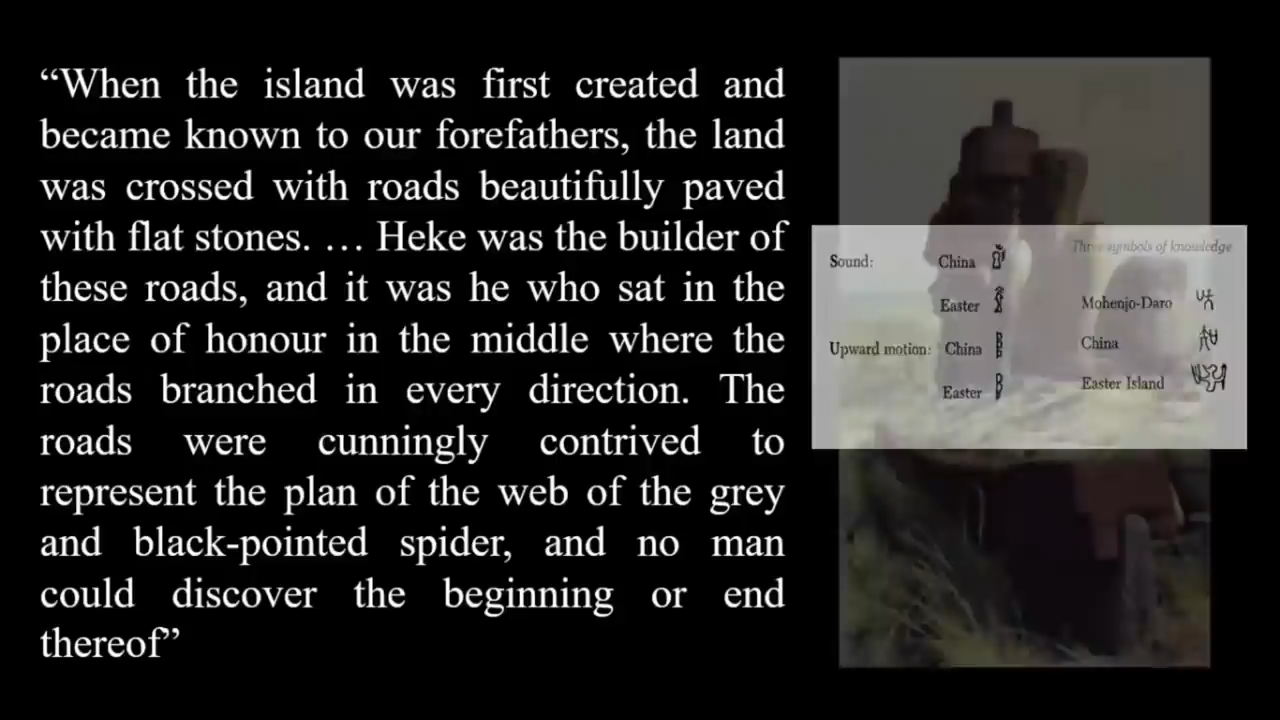 “When the island was first created and
became known to our forefathers, the land
was crossed with roads beautifully paved
with flat stones. … Heke was the builder of
these roads, and it was he who sat in the
place of honour in the middle where the
roads branched in every direction. The
roads were cunningly contrived to
represent the plan of the web of the grey
and black-pointed spider, and no man
could discover the beginning or end
thereof”
Three symbols of knowledge
Sound: China
Easter
Upward motion: China
Easter
Mohenjo-Daro
China
Easter Island